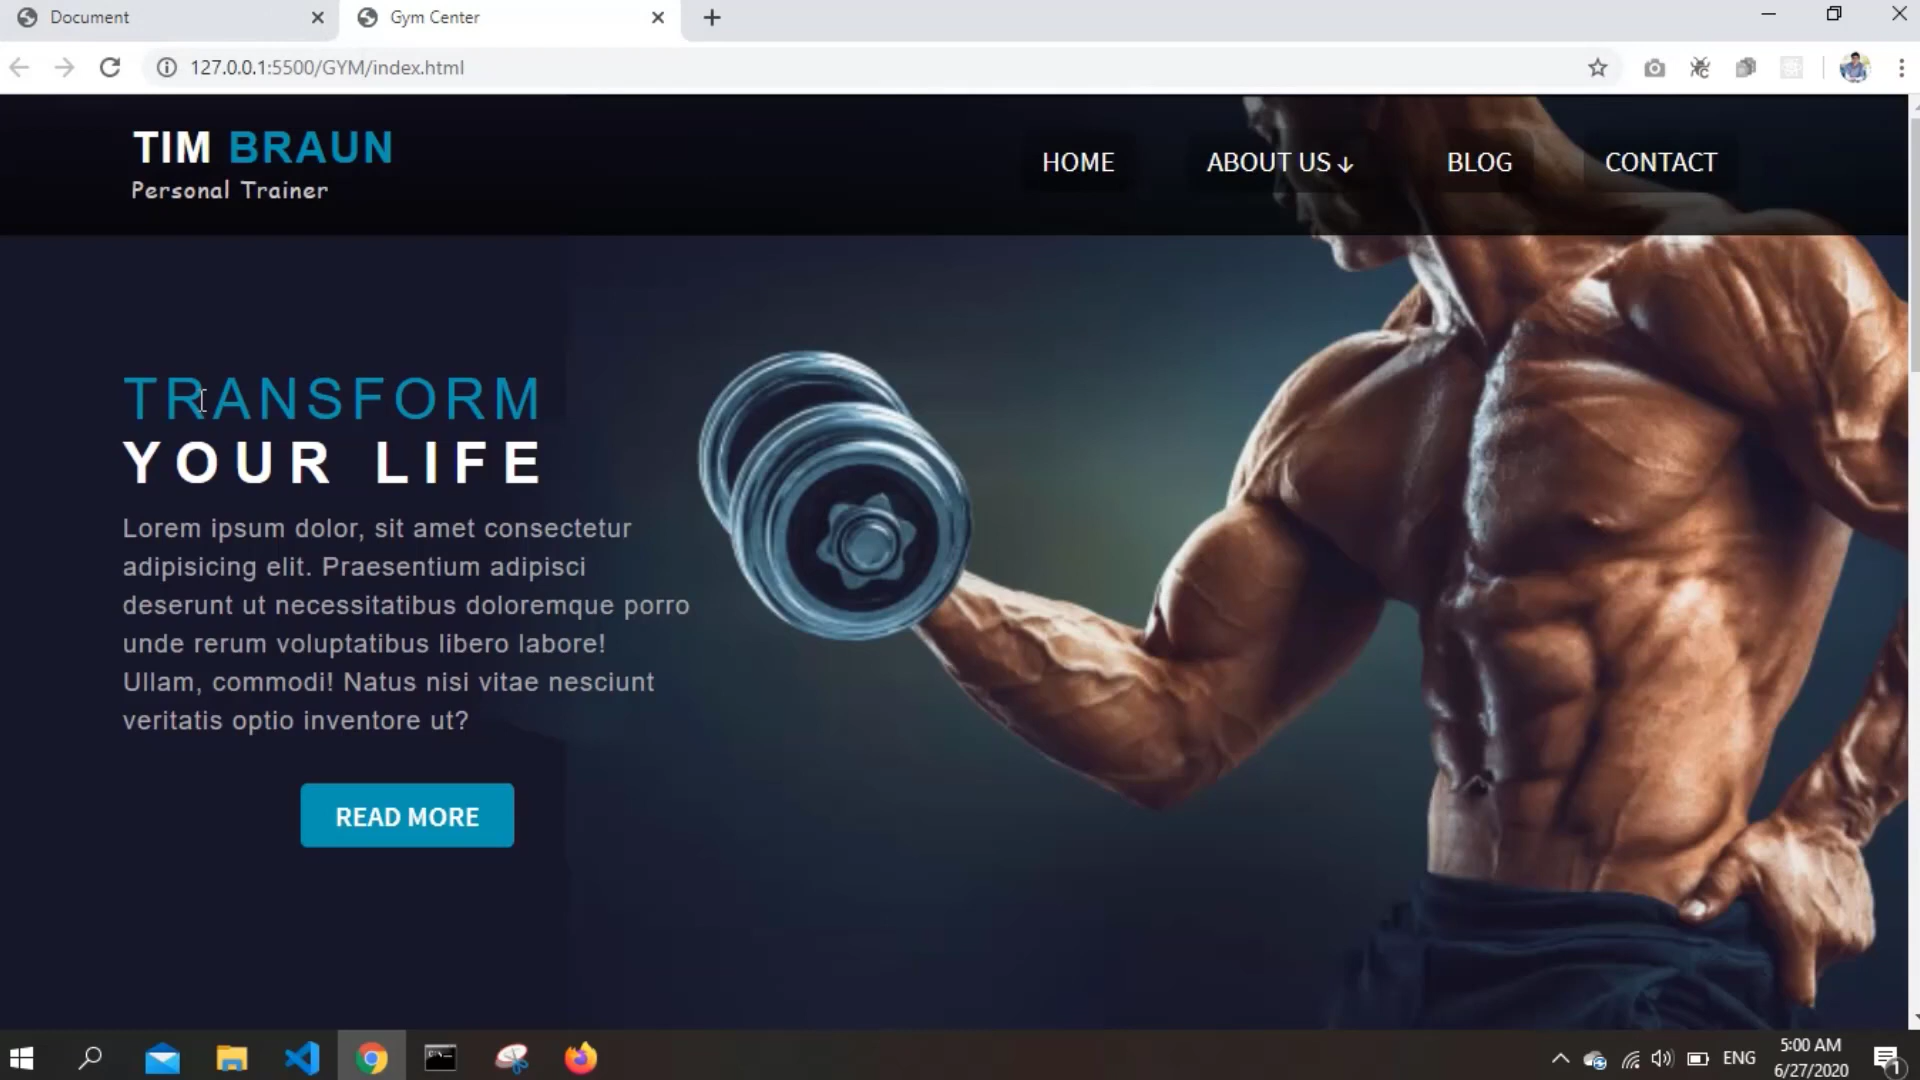 Document
Gym Center
127.0.0.1:5500/GYM/index.html
TIM BRAUN
Personal Trainer
HOME
ABOUT US↓
BLOG
CONTACT
TRANSFORM
YOUR LIFE
Lorem ipsum dolor, sit amet consectetur
adipisicing elit. Praesentium adipisci
deserunt ut necessitatibus doloremque porro
unde rerum voluptatibus libero labore!
Ullam, commodi! Natus nisi vitae nesciunt
veritatis optio inventore ut?
READ MORE
ENG
5:00 AM
6/27/2020
1